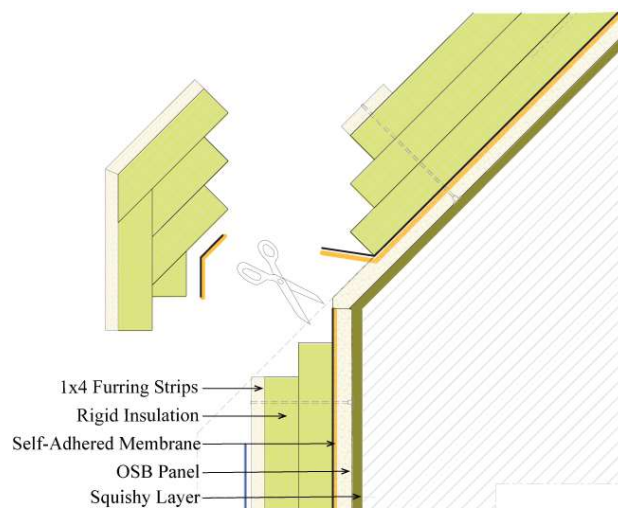 1x4 Furring Strips
Rigid Insulation
Self-Adhered Membrane
OSB Panel
Squishy Layer